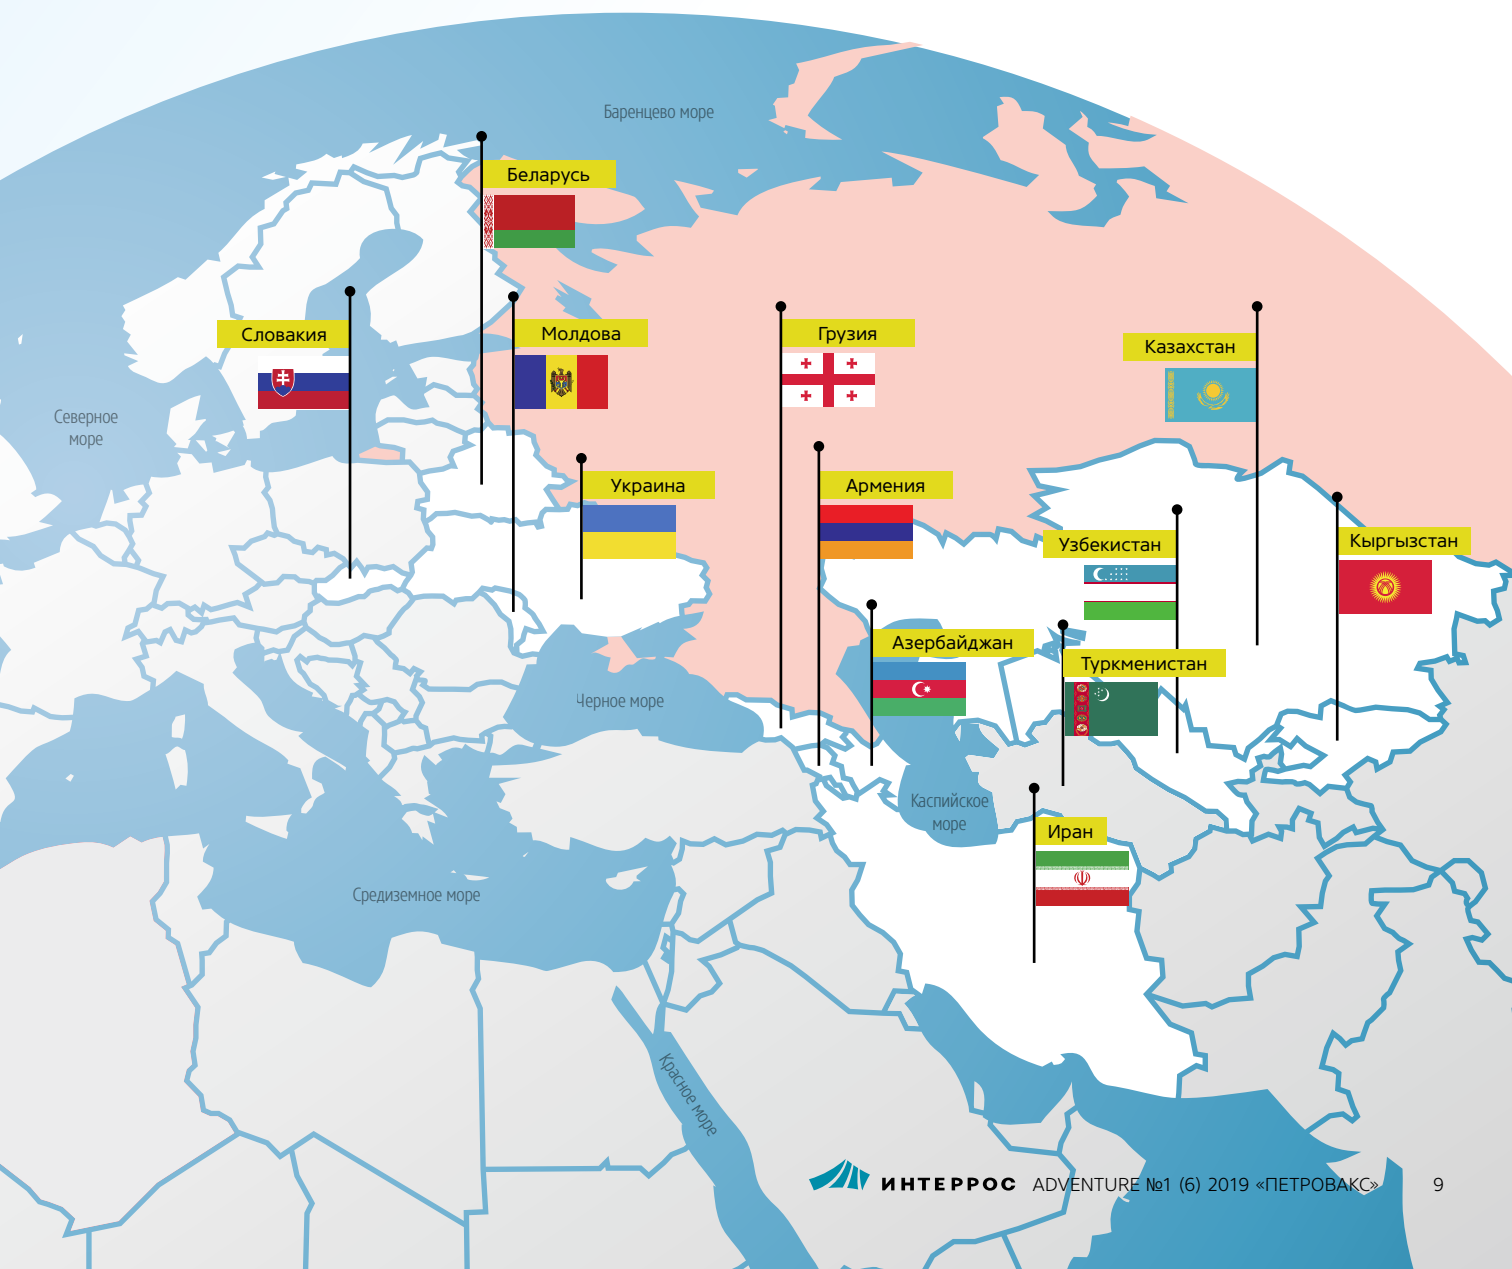 Баренцево море
Беларусь
Словакия
Молдова
Грузия
Казахстан
Северное
море
Украина
Армения
Узбекистан
Кыргызстан
Азербайджан
Туркменистан
Черное море
Каспийское
море
Иран
Средиземное море
Красное море
ИНТЕРРОС ADVENTURE №1 (6) 2019 «ПЕТРОВАКС» 9